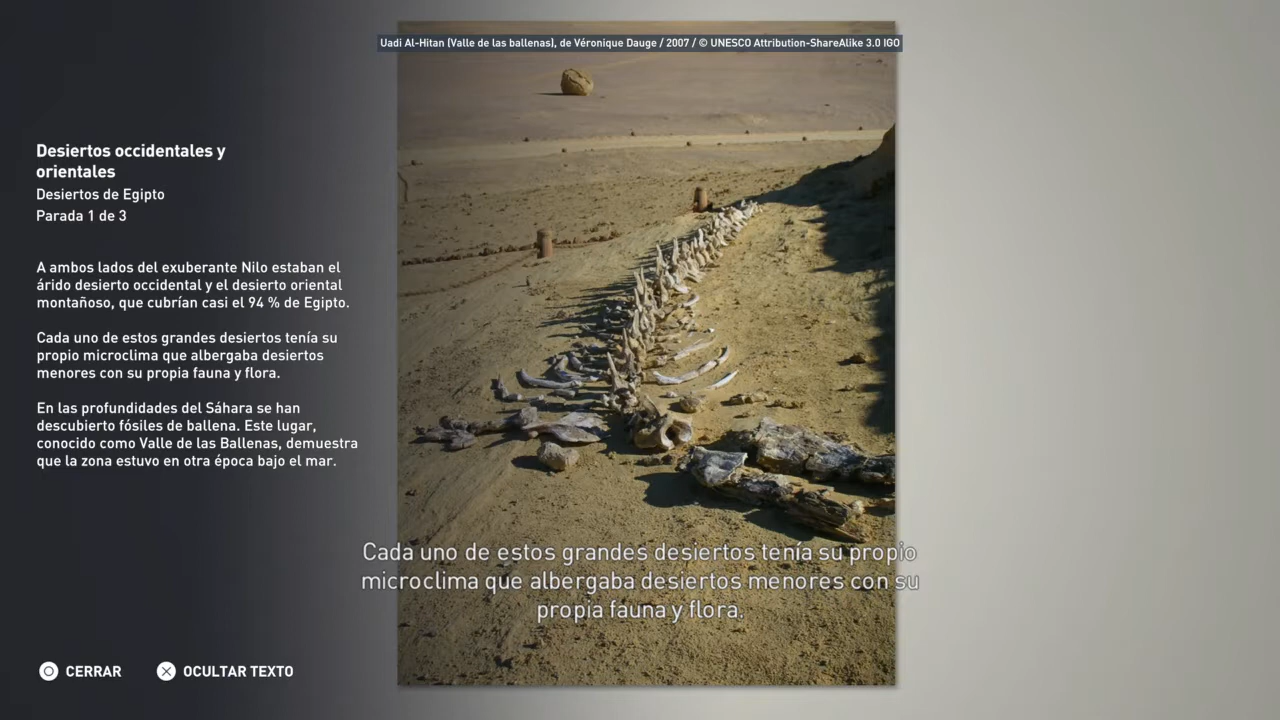 Uadi Al-Hitan (Valle de las ballenas), de Véronique Dauge / 2007 / © UNESCO Attribution-ShareAlike 3.0 IGO
Desiertos occidentales y
orientales
Desiertos de Egipto
Parada 1 de 3
A ambos lados del exuberante Nilo estaban el
árido desierto occidental y el desierto oriental
montañoso, que cubrían casi el 94 % de Egipto.
Cada uno de estos grandes desiertos tenía su
propio microclima que albergaba desiertos
menores con su propia fauna y flora.
En las profundidades del Sáhara se han
descubierto fósiles de ballena. Este lugar,
conocido como Valle de las Ballenas, demuestra
que la zona estuvo en otra época bajo el mar.
Cada uno de estos grandes desiertos tenía su propio
microclima que albergaba desiertos menores con su
propia fauna y flora.
CERRAR
OCULTAR TEXTO